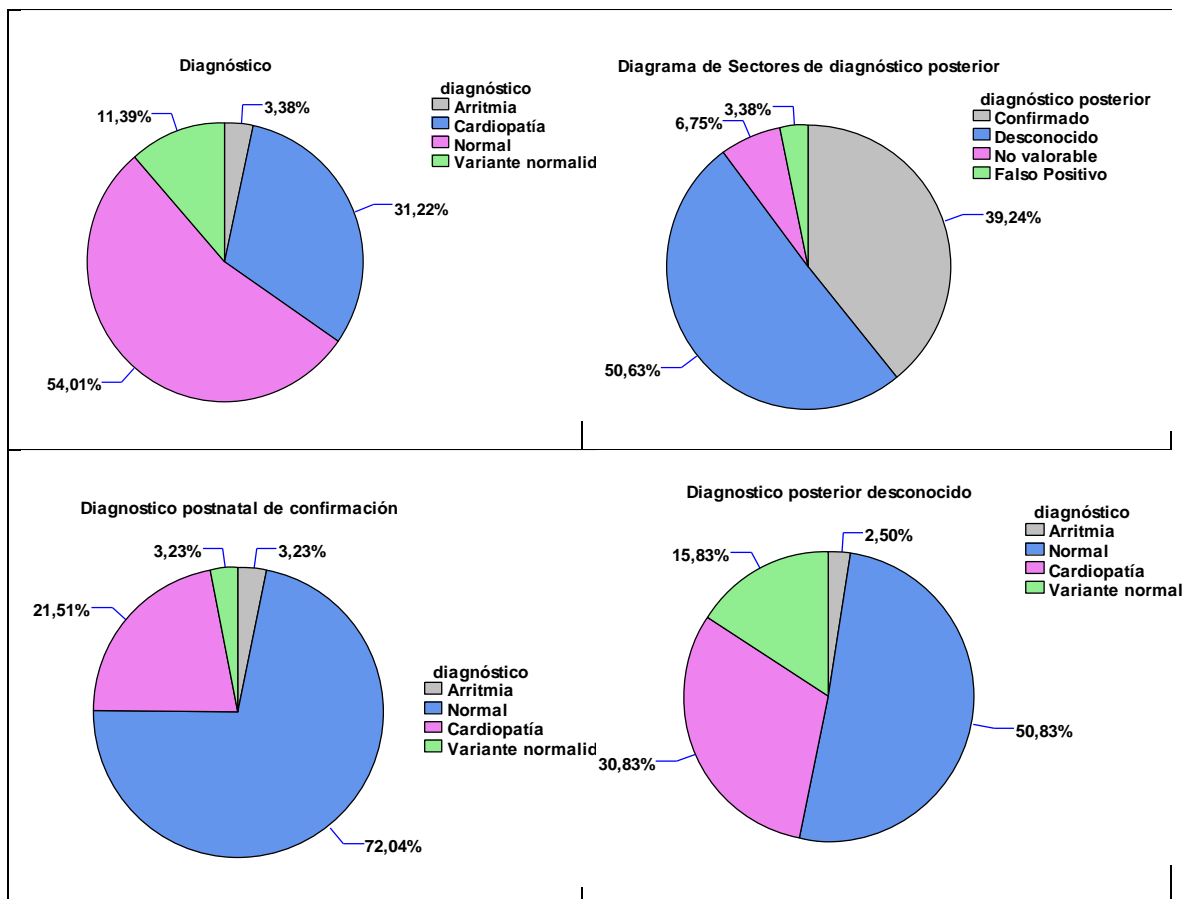 Diagnóstico
diagnóstico
Arritmia
Cardiopatía
Normal
Variante normalid
3,38%
31,22%
54,01%
11,39%
Diagrama de Sectores de diagnóstico posterior
diagnóstico posterior
Confirmado
Desconocido
No valorable
Falso Positivo
3,38%
6,75%
39,24%
50,63%
Diagnostico postnatal de confirmación
diagnóstico
Arritmia
Normal
Cardiopatía
Variante normalid
3,23%
3,23%
21,51%
72,04%
Diagnostico posterior desconocido
diagnóstico
Arritmia
Normal
Cardiopatía
Variante normal
2,50%
15,83%
50,83%
30,83%